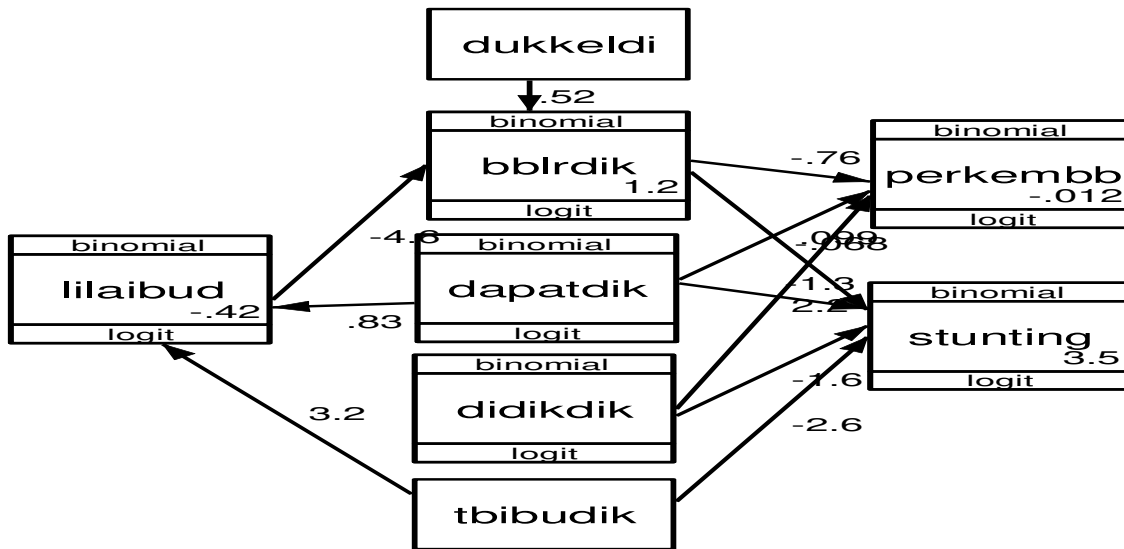 dukkeldi
.52
binomial
bblrdik
1.2
logit
binomial
perkembb
-.012
logit
-.76
binomial
lilaibud
-.42
logit
binomial
dapatdik
logit
.83
-1.3
2.2
binomial
stunting
3.5
logit
binomial
didikdik
logit
-1.6
-2.6
3.2
tbibudik